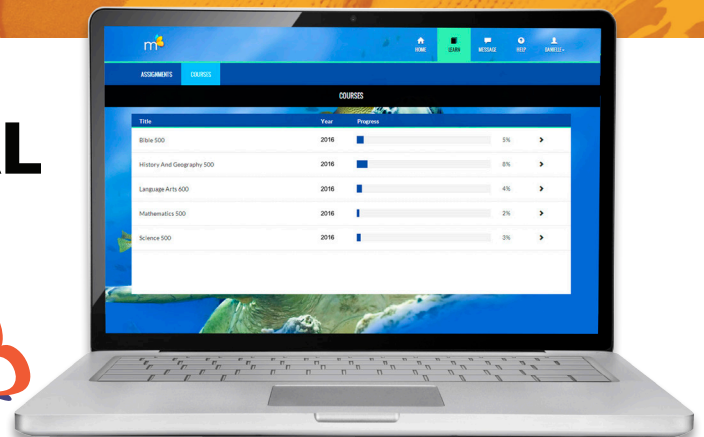 m
HOME LEARN MESSAGE HELP DANIELLE
ASSIGNMENTS COURSES
COURSES
Title Year Progress
Bible 500 2016 5%
History And Geography 500 2016 8%
Language Arts 600 2016 4%
Mathematics 500 2016 2%
Science 500 2016 3%
AL